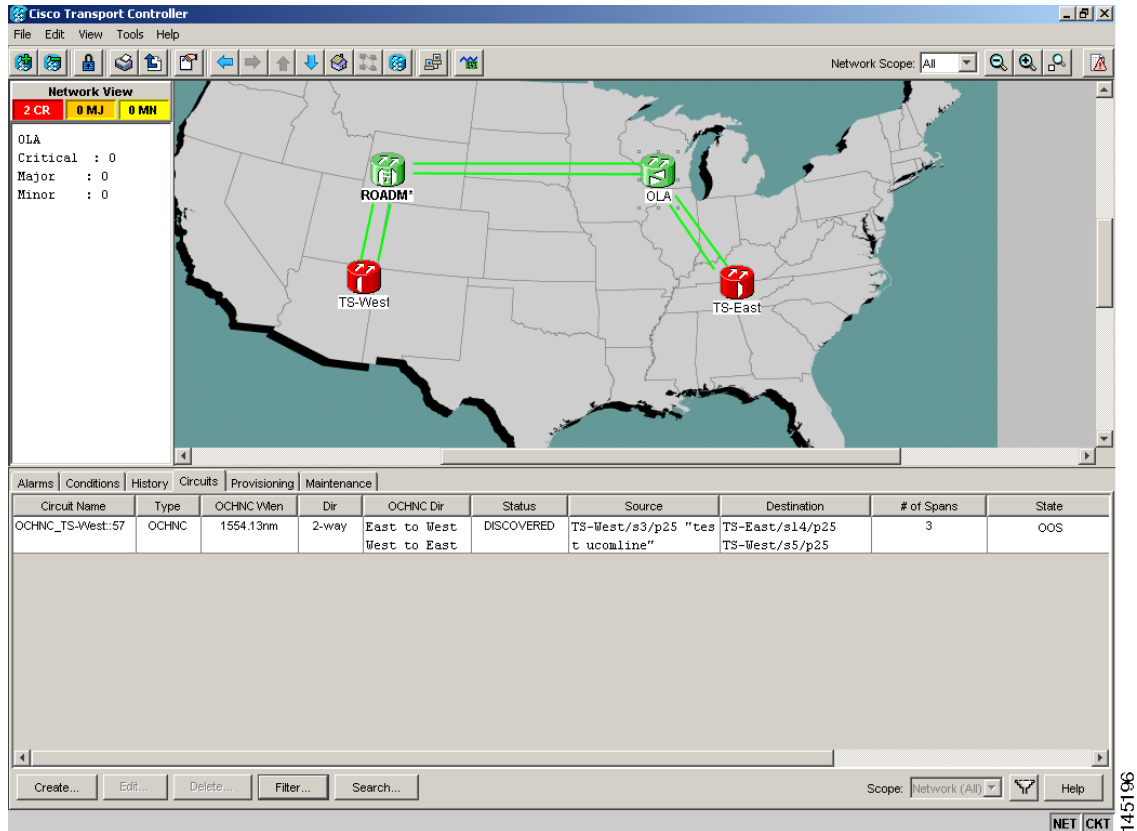 Cisco Transport Controller
File Edit View Tools Help
Network Scope: All
Network View
2 CR 0 MJ 0 MN
OLA
Critical : 0
Major : 0
Minor : 0
ROADM*
OLA
TS-West
TS-East
Alarms Conditions History Circuits Provisioning Maintenance
Circuit Name Type OCHNC Wlen Dir OCHNC Dir Status Source Destination # of Spans State
OCHNC_TS-West::57 OCHNC 1554.13nm 2-way East to West DISCOVERED TS-West/s3/p25 "tes TS-East/s14/p25 3 OOS
West to East t ucomline" TS-West/s5/p25
Create... Edit... Delete... Filter... Search... Scope: Network (All) Help
NET CKT
145196